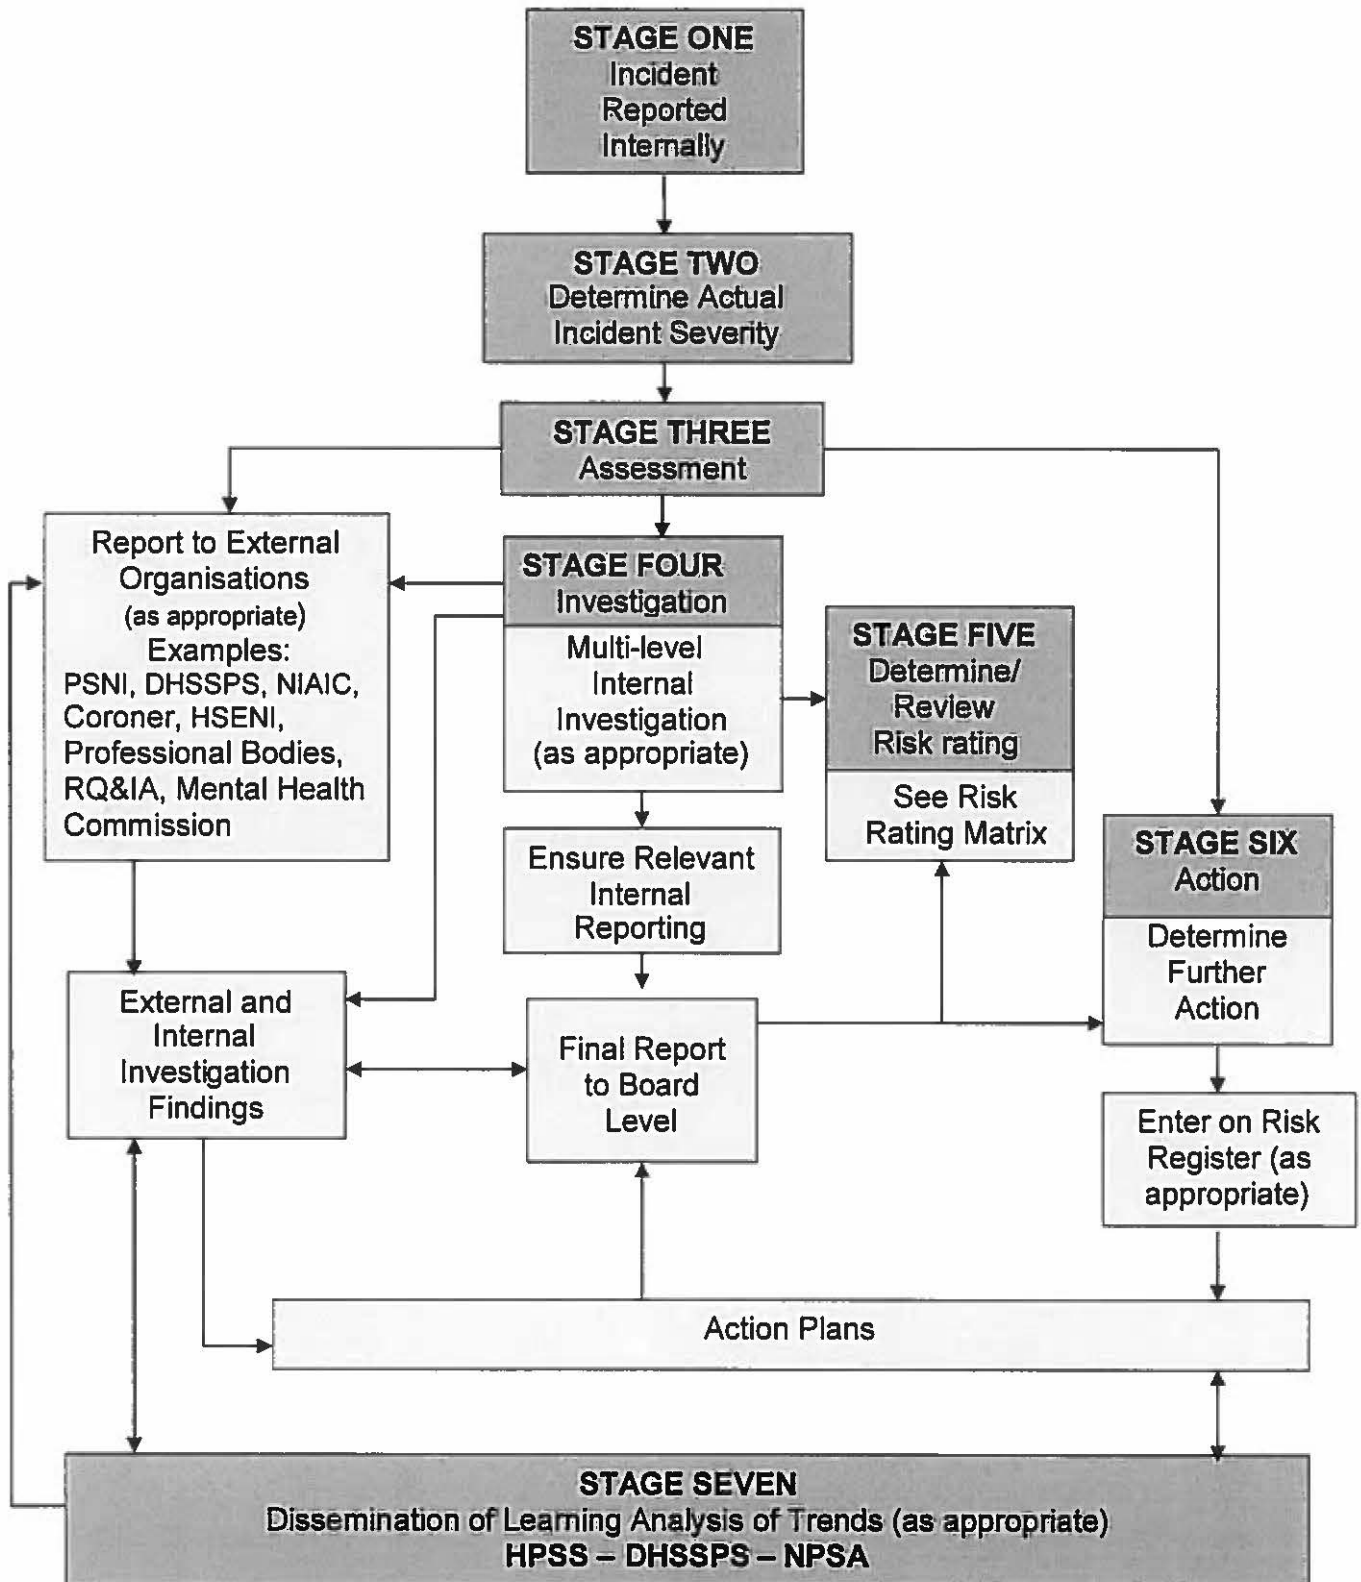 STAGE ONE
Incident
Reported
Internally
STAGE TWO
Determine Actual
Incident Severity
STAGE THREE
Assessment
Report to External
Organisations
(as appropriate)
Examples:
PSNI, DHSSPS, NIAIC,
Coroner, HSENI,
Professional Bodies,
RQ&IA, Mental Health
Commission
STAGE FOUR
Investigation
Multi-level
Internal
Investigation
(as appropriate)
STAGE FIVE
Determine/
Review
Risk rating
See Risk
Rating Matrix
Ensure Relevant
Internal
Reporting
STAGE SIX
Action
Determine
Further
Action
External and
Internal
Investigation
Findings
Final Report
to Board
Level
Enter on Risk
Register (as
appropriate)
Action Plans
STAGE SEVEN
Dissemination of Learning Analysis of Trends (as appropriate)
HPSS – DHSSPS – NPSA